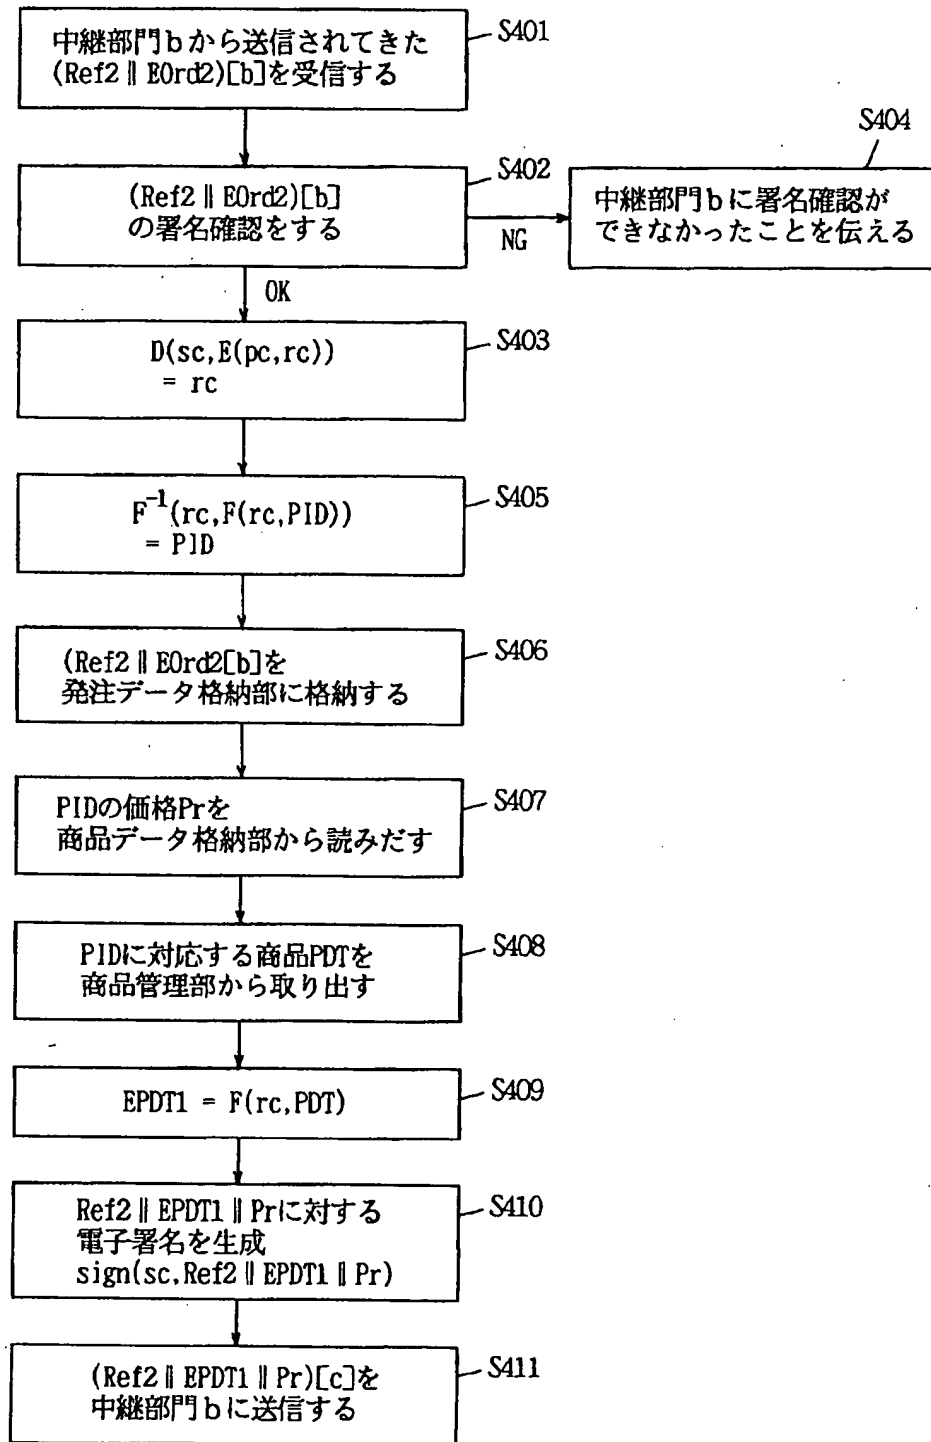 中継部門bから送信されてきた
(Ref2∥EOrd2)[b]を受信する
S401
S404
(Ref2∥EOrd2)[b]
の署名確認をする
S402
NG
中継部門bに署名確認が
できなかったことを伝える
OK
D(sc,E(pc,rc))
= rc
S403
F⁻¹(rc,F(rc,PID))
= PID
S405
(Ref2∥EOrd2[b]を
発注データ格納部に格納する
S406
PIDの価格Prを
商品データ格納部から読みだす
S407
PIDに対応する商品PDTを
商品管理部から取り出す
S408
EPDT1 = F(rc,PDT)
S409
Ref2∥EPDT1∥Prに対する
電子署名を生成
sign(sc,Ref2∥EPDT1∥Pr)
S410
(Ref2∥EPDT1∥Pr)[c]を
中継部門bに送信する
S411